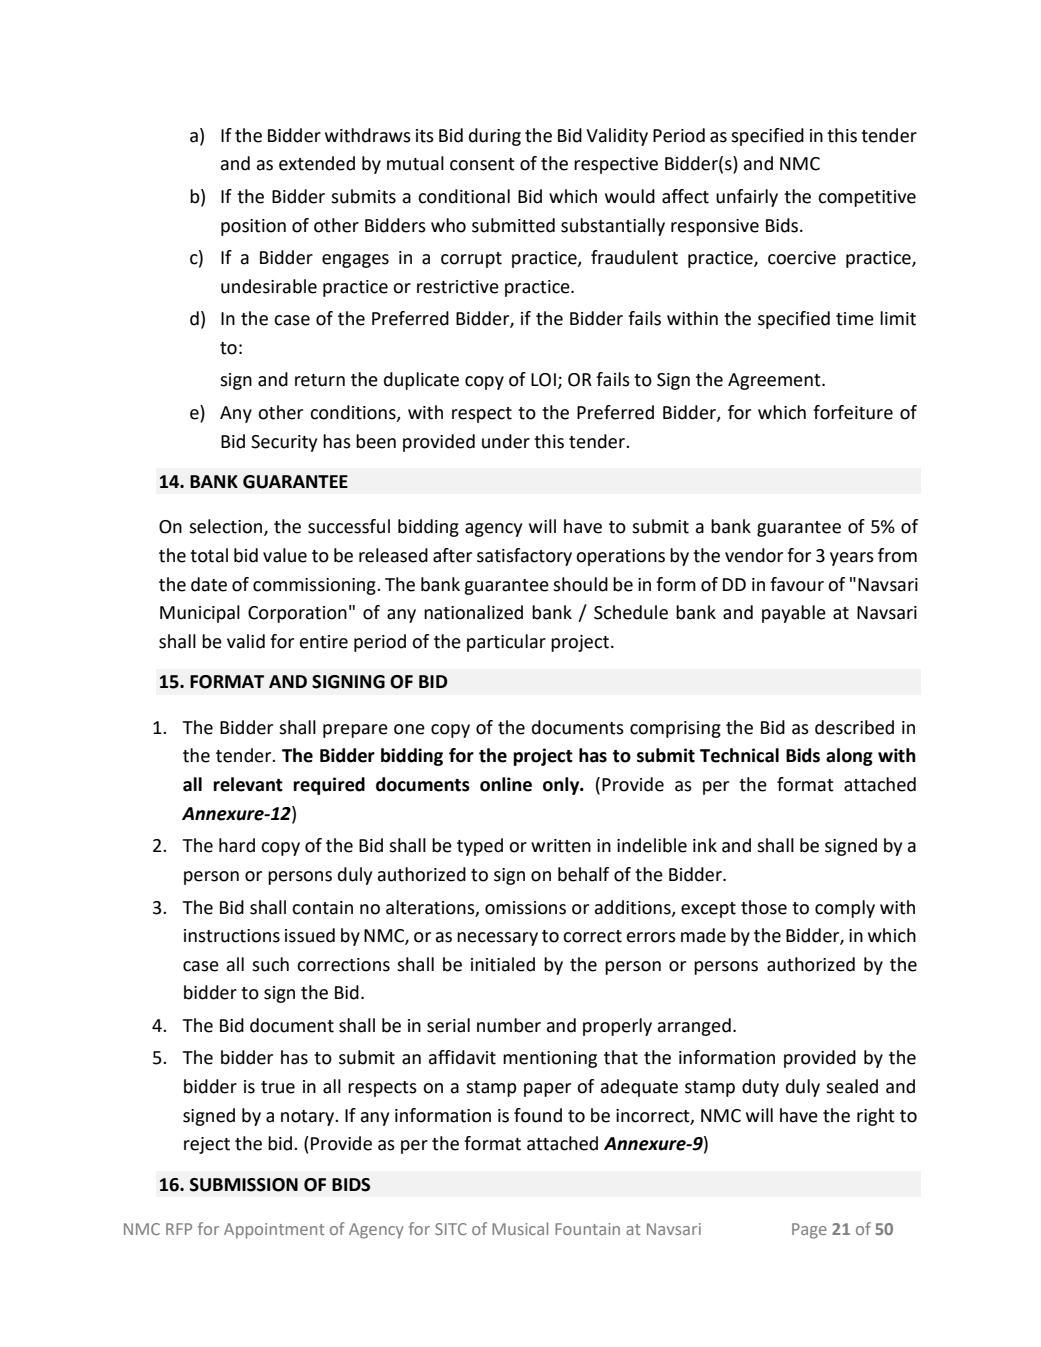 a) If the Bidder withdraws its Bid during the Bid Validity Period as specified in this tender
and as extended by mutual consent of the respective Bidder(s) and NMC
b) If the Bidder submits a conditional Bid which would affect unfairly the competitive
position of other Bidders who submitted substantially responsive Bids.
c) If a Bidder engages in a corrupt practice, fraudulent practice, coercive practice,
undesirable practice or restrictive practice.
d) In the case of the Preferred Bidder, if the Bidder fails within the specified time limit
to:
sign and return the duplicate copy of LOI; OR fails to Sign the Agreement.
e) Any other conditions, with respect to the Preferred Bidder, for which forfeiture of
Bid Security has been provided under this tender.
14. BANK GUARANTEE
On selection, the successful bidding agency will have to submit a bank guarantee of 5% of
the total bid value to be released after satisfactory operations by the vendor for 3 years from
the date of commissioning. The bank guarantee should be in form of DD in favour of "Navsari
Municipal Corporation" of any nationalized bank / Schedule bank and payable at Navsari
shall be valid for entire period of the particular project.
15. FORMAT AND SIGNING OF BID
1. The Bidder shall prepare one copy of the documents comprising the Bid as described in
the tender. The Bidder bidding for the project has to submit Technical Bids along with
all relevant required documents online only. (Provide as per the format attached
Annexure-12)
2. The hard copy of the Bid shall be typed or written in indelible ink and shall be signed by a
person or persons duly authorized to sign on behalf of the Bidder.
3. The Bid shall contain no alterations, omissions or additions, except those to comply with
instructions issued by NMC, or as necessary to correct errors made by the Bidder, in which
case all such corrections shall be initialed by the person or persons authorized by the
bidder to sign the Bid.
4. The Bid document shall be in serial number and properly arranged.
5. The bidder has to submit an affidavit mentioning that the information provided by the
bidder is true in all respects on a stamp paper of adequate stamp duty duly sealed and
signed by a notary. If any information is found to be incorrect, NMC will have the right to
reject the bid. (Provide as per the format attached Annexure-9)
16. SUBMISSION OF BIDS
NMC RFP for Appointment of Agency for SITC of Musical Fountain at Navsari Page 21 of 50